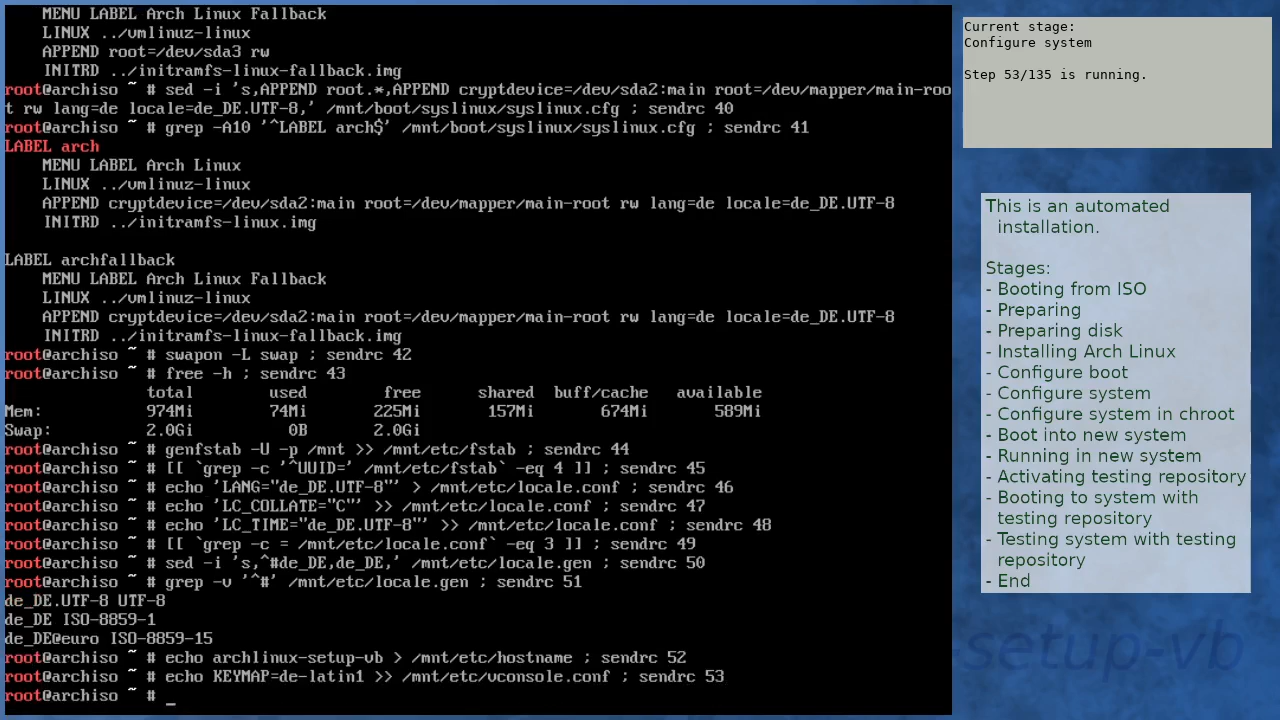 MENU LABEL Arch Linux Fallback
LINUX ../vmlinuz-linux
APPEND root=/dev/sda3 rw
INITRD ../initramfs-linux-fallback.img
root@archiso ~ # sed -i 's,APPEND root.*,APPEND cryptdevice=/dev/sda2:main root=/dev/mapper/main-roo
t rw lang=de locale=de_DE.UTF-8,' /mnt/boot/syslinux/syslinux.cfg ; sendrc 40
root@archiso ~ # grep -A10 '^LABEL arch$' /mnt/boot/syslinux/syslinux.cfg ; sendrc 41
LABEL arch
MENU LABEL Arch Linux
LINUX ../vmlinuz-linux
APPEND cryptdevice=/dev/sda2:main root=/dev/mapper/main-root rw lang=de locale=de_DE.UTF-8
INITRD ../initramfs-linux.img
LABEL archfallback
MENU LABEL Arch Linux Fallback
LINUX ../vmlinuz-linux
APPEND cryptdevice=/dev/sda2:main root=/dev/mapper/main-root rw lang=de locale=de_DE.UTF-8
INITRD ../initramfs-linux-fallback.img
root@archiso ~ # swapon -L swap ; sendrc 42
root@archiso ~ # free -h ; sendrc 43
total used free shared buff/cache available
Mem: 974Mi 74Mi 225Mi 157Mi 674Mi 589Mi
Swap: 2.0Gi 0B 2.0Gi
root@archiso ~ # genfstab -U -p /mnt >> /mnt/etc/fstab ; sendrc 44
root@archiso ~ # [[ `grep -c '^UUID=' /mnt/etc/fstab` -eq 4 ]] ; sendrc 45
root@archiso ~ # echo 'LANG="de_DE.UTF-8"' > /mnt/etc/locale.conf ; sendrc 46
root@archiso ~ # echo 'LC_COLLATE="C"' >> /mnt/etc/locale.conf ; sendrc 47
root@archiso ~ # echo 'LC_TIME="de_DE.UTF-8"' >> /mnt/etc/locale.conf ; sendrc 48
root@archiso ~ # [[ `grep -c = /mnt/etc/locale.conf` -eq 3 ]] ; sendrc 49
root@archiso ~ # sed -i 's,^#de_DE,de_DE,' /mnt/etc/locale.gen ; sendrc 50
root@archiso ~ # grep -v '^#' /mnt/etc/locale.gen ; sendrc 51
de_DE.UTF-8 UTF-8
de_DE ISO-8859-1
de_DE@euro ISO-8859-15
root@archiso ~ # echo archlinux-setup-vb > /mnt/etc/hostname ; sendrc 52
root@archiso ~ # echo KEYMAP=de-latin1 >> /mnt/etc/vconsole.conf ; sendrc 53
root@archiso ~ # _
Current stage:
Configure system
Step 53/135 is running.
This is an automated
installation.
Stages:
- Booting from ISO
- Preparing
- Preparing disk
- Installing Arch Linux
- Configure boot
- Configure system
- Configure system in chroot
- Boot into new system
- Running in new system
- Activating testing repository
- Booting to system with
testing repository
- Testing system with testing
repository
- End
-setup-vb